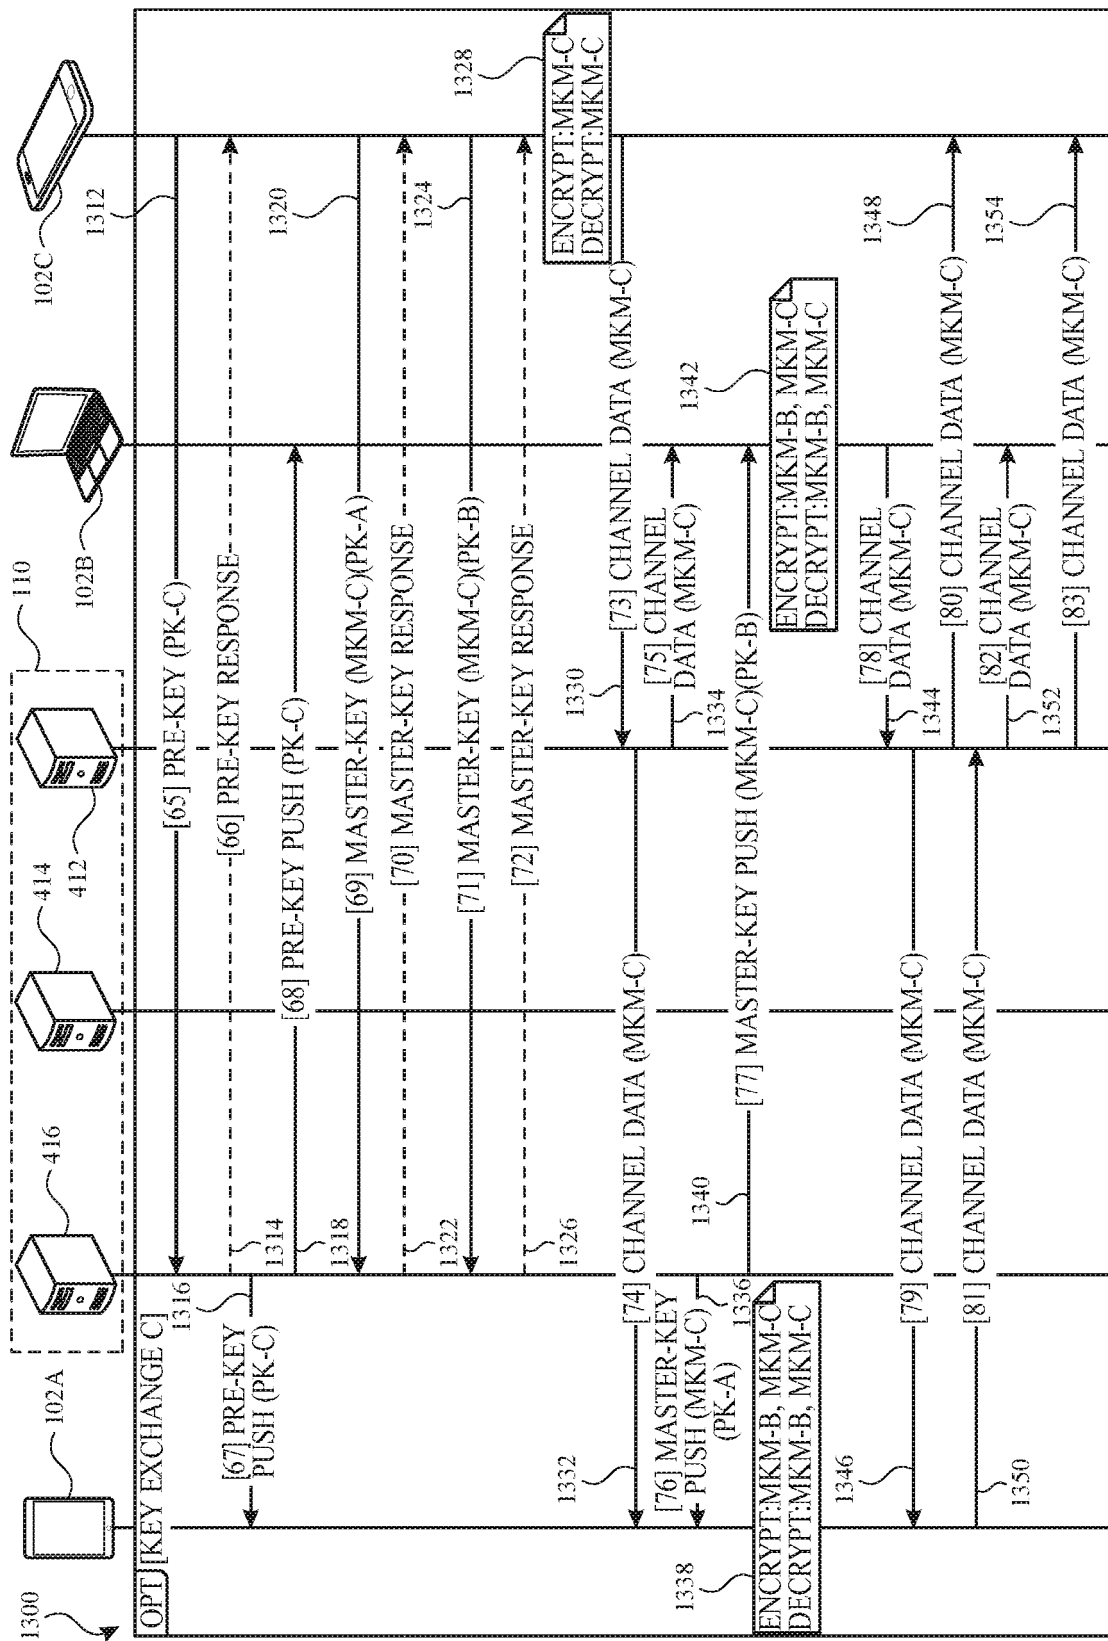 1300
102A
416
414
412
110
102B
102C
OPT
[KEY EXCHANGE C]
[65] PRE-KEY (PK-C)
1312
[66] PRE-KEY RESPONSE
1314
1316
[67] PRE-KEY
PUSH (PK-C)
[68] PRE-KEY PUSH (PK-C)
1318
[69] MASTER-KEY (MKM-C)(PK-A)
1320
[70] MASTER-KEY RESPONSE
1322
[71] MASTER-KEY (MKM-C)(PK-B)
1324
[72] MASTER-KEY RESPONSE
1326
1328
ENCRYPT:MKM-C
DECRYPT:MKM-C
[73] CHANNEL DATA (MKM-C)
1330
[74] CHANNEL DATA (MKM-C)
1332
[75] CHANNEL
DATA (MKM-C)
1334
[76] MASTER-KEY
PUSH (MKM-C)
(PK-A)
1336
[77] MASTER-KEY PUSH (MKM-C)(PK-B)
1340
1338
ENCRYPT:MKM-B, MKM-C
DECRYPT:MKM-B, MKM-C
1342
ENCRYPT:MKM-B, MKM-C
DECRYPT:MKM-B, MKM-C
[78] CHANNEL
DATA (MKM-C)
1344
[79] CHANNEL DATA (MKM-C)
1346
[80] CHANNEL DATA (MKM-C)
1348
[81] CHANNEL DATA (MKM-C)
1350
[82] CHANNEL
DATA (MKM-C)
1352
[83] CHANNEL DATA (MKM-C)
1354